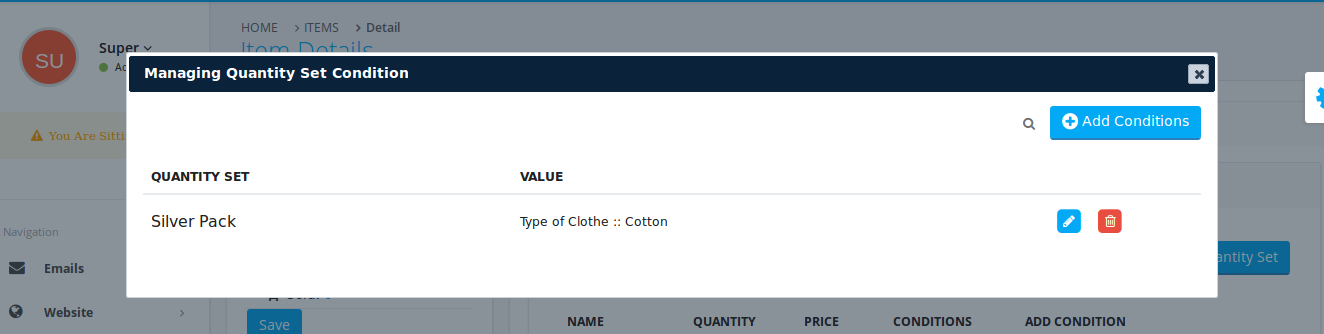 HOME > ITEMS > Detail
Item Details
SU
Super
Managing Quantity Set Condition
You Are Sitti
Add Conditions
QUANTITY SET VALUE
Silver Pack Type of Clothe :: Cotton
Navigation
antity Set
Emails
Website
Save
NAME QUANTITY PRICE CONDITIONS ADD CONDITION